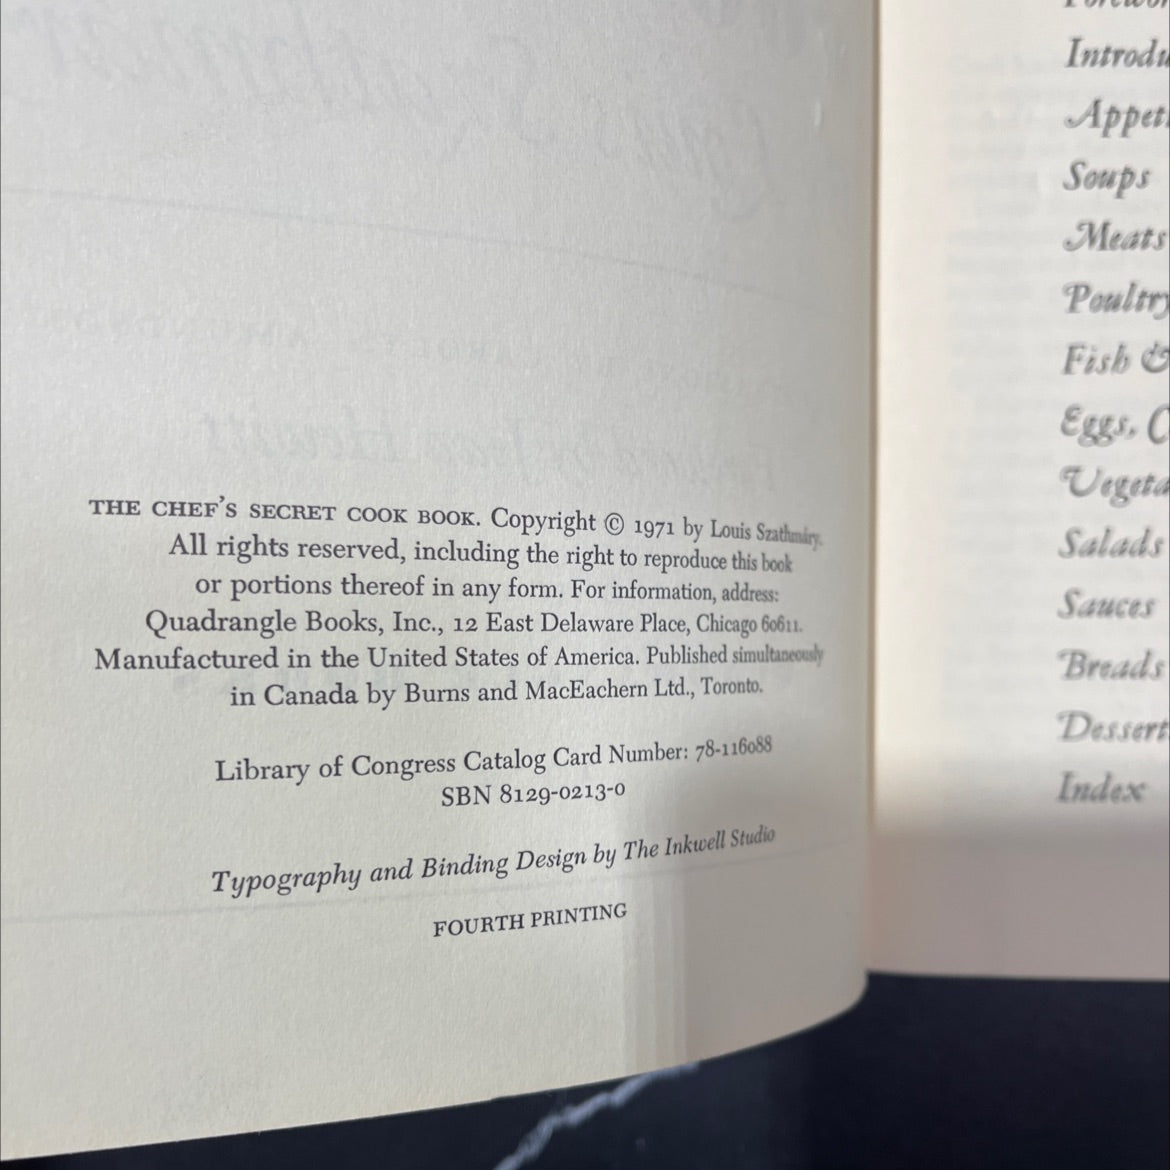 THE CHEF'S SECRET COOK BOOK. Copyright © 1971 by Louis Szathmáry.
All rights reserved, including the right to reproduce this book
or portions thereof in any form. For information, address:
Quadrangle Books, Inc., 12 East Delaware Place, Chicago 60611.
Manufactured in the United States of America. Published simultaneously
in Canada by Burns and MacEachern Ltd., Toronto.
Library of Congress Catalog Card Number: 78-116088
SBN 8129-0213-0
Typography and Binding Design by The Inkwell Studio
FOURTH PRINTING
Introdu
Appet
Soups
Meats
Poultry
Fish &
Eggs, C
Vegeta
Salads
Sauces
Breads
Dessert
Index